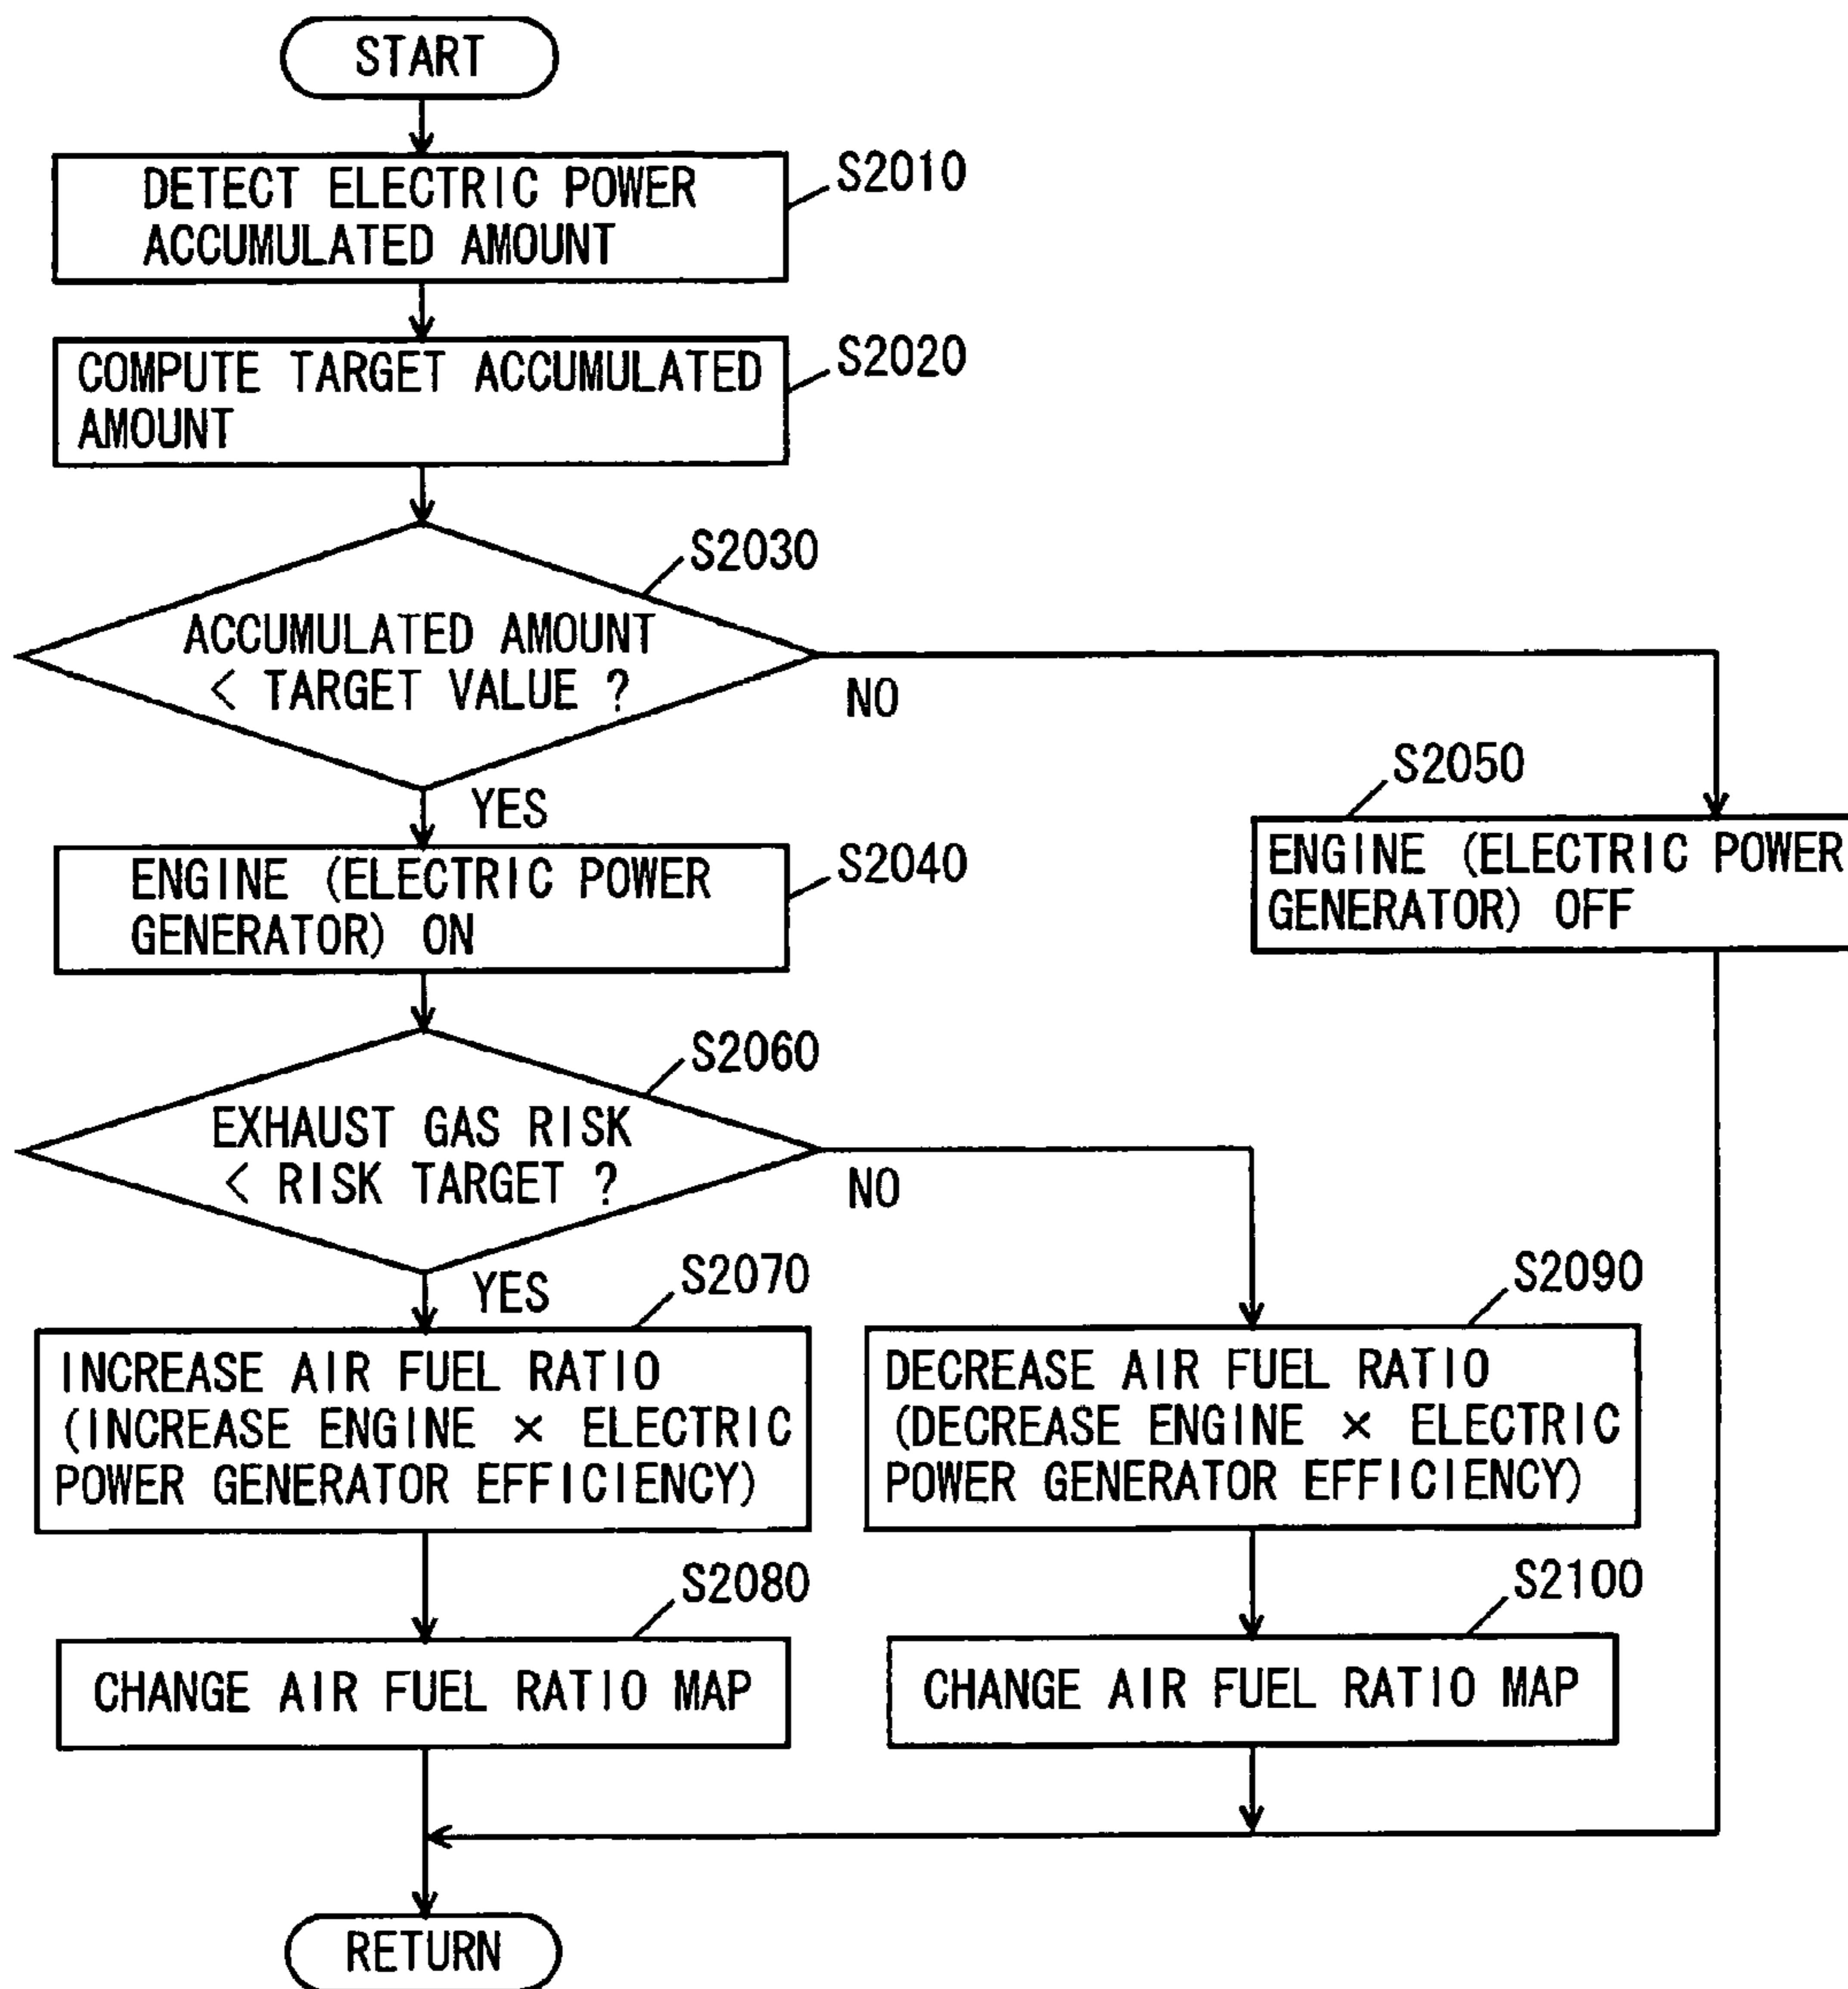 START
DETECT ELECTRIC POWER
ACCUMULATED AMOUNT
S2010
COMPUTE TARGET ACCUMULATED
AMOUNT
S2020
S2030
ACCUMULATED AMOUNT
< TARGET VALUE ?
NO
YES
S2040
ENGINE (ELECTRIC POWER
GENERATOR) ON
S2050
ENGINE (ELECTRIC POWER
GENERATOR) OFF
S2060
EXHAUST GAS RISK
< RISK TARGET ?
NO
YES
S2070
INCREASE AIR FUEL RATIO
(INCREASE ENGINE × ELECTRIC
POWER GENERATOR EFFICIENCY)
S2090
DECREASE AIR FUEL RATIO
(DECREASE ENGINE × ELECTRIC
POWER GENERATOR EFFICIENCY)
S2080
CHANGE AIR FUEL RATIO MAP
S2100
CHANGE AIR FUEL RATIO MAP
RETURN